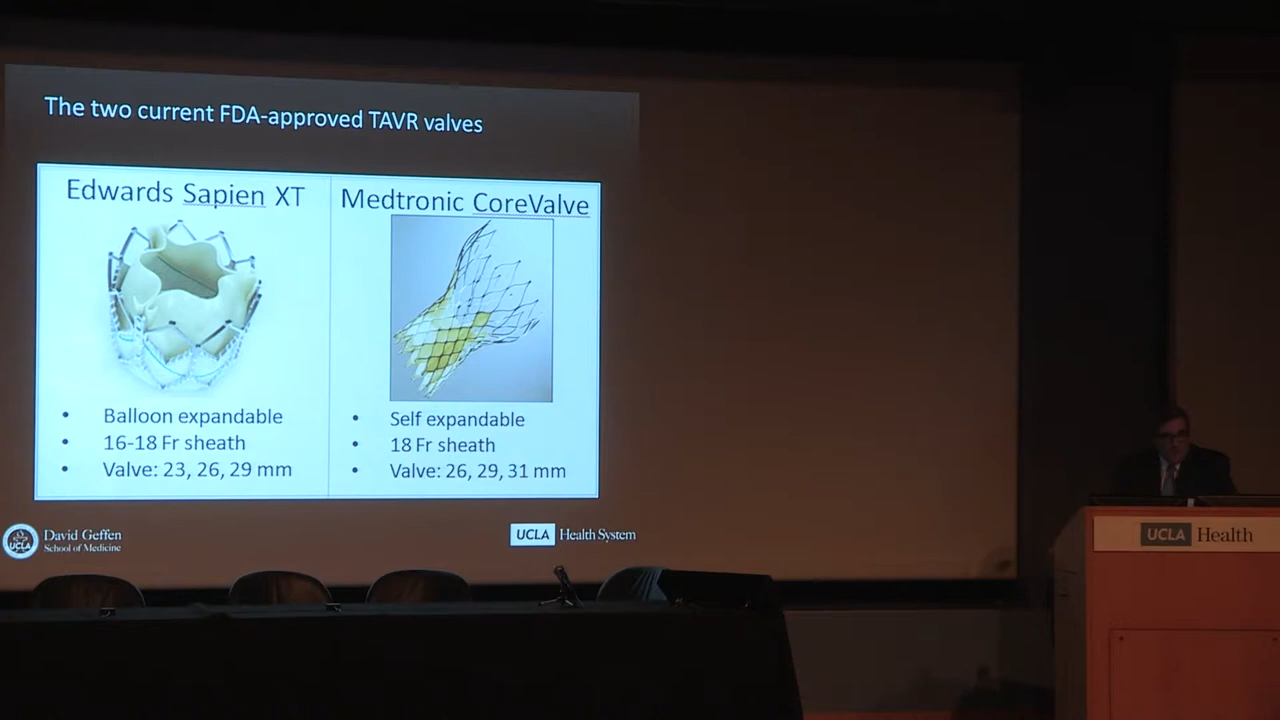 The two current FDA-approved TAVR valves
Edwards Sapien XT
• Balloon expandable
• 16-18 Fr sheath
• Valve: 23, 26, 29 mm
Medtronic CoreValve
• Self expandable
• 18 Fr sheath
• Valve: 26, 29, 31 mm
UCLA
David Geffen
School of Medicine
UCLA Health System
UCLA Health